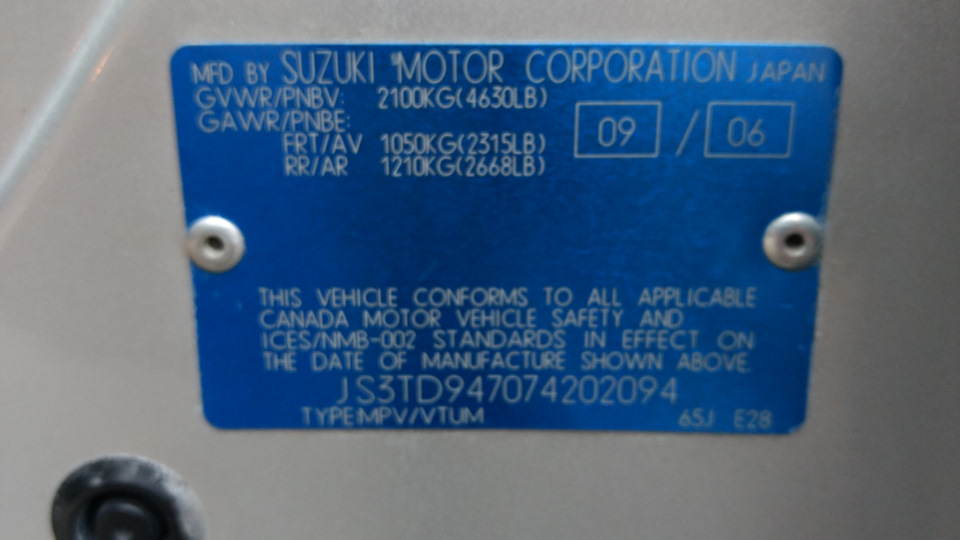 MFD BY SUZUKI MOTOR CORPORATION JAPAN
GVWR/PNBV: 2100KG(4630LB)
GAWR/PNBE:
FRT/AV 1050KG(2315LB)
RR/AR 1210KG(2668LB)
09 / 06
THIS VEHICLE CONFORMS TO ALL APPLICABLE
CANADA MOTOR VEHICLE SAFETY AND
ICES/NMB-002 STANDARDS IN EFFECT ON
THE DATE OF MANUFACTURE SHOWN ABOVE.
JS3TD947074202094
TYPE:MPV/VTUM 65J E28